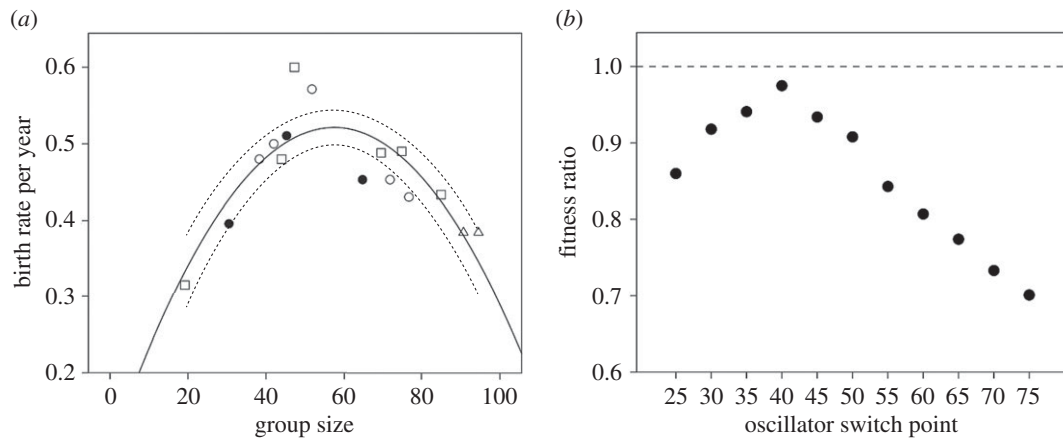 (a)
birth rate per year
0.6
0.5
0.4
0.3
0.2
0 20 40 60 80 100
group size
(b)
fitness ratio
1.0
0.9
0.8
0.7
0.6
25 30 35 40 45 50 55 60 65 70 75
oscillator switch point